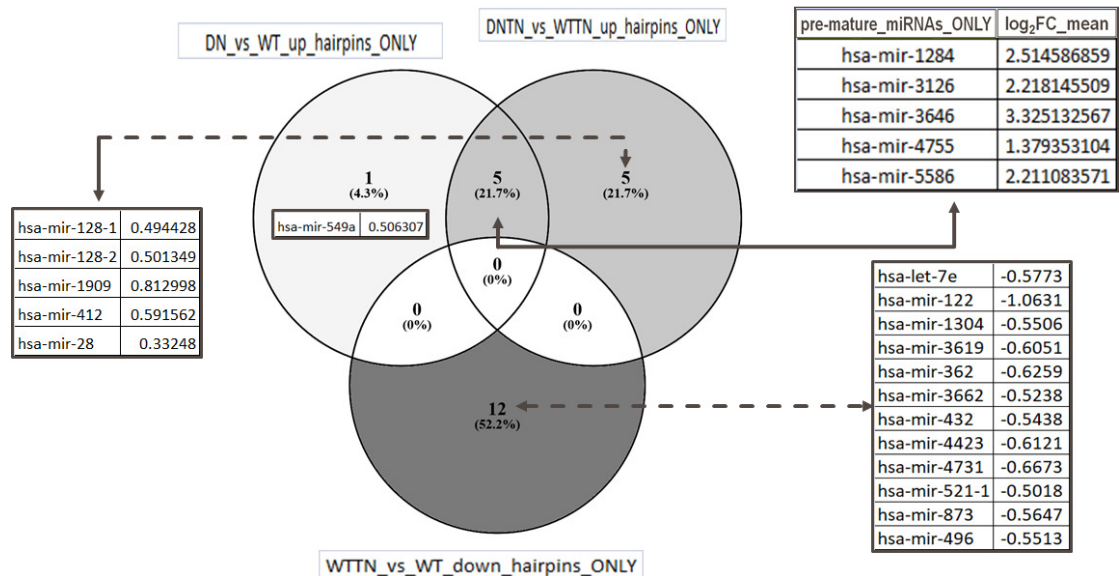 DN_vs_WT_up_hairpins_ONLY
DNTN_vs_WTTN_up_hairpins_ONLY
pre-mature_miRNAs_ONLY log₂FC_mean
hsa-mir-1284 2.514586859
hsa-mir-3126 2.218145509
hsa-mir-3646 3.325132567
hsa-mir-4755 1.379353104
hsa-mir-5586 2.211083571
1
(4.3%)
5
(21.7%)
5
(21.7%)
hsa-mir-549a 0.506307
hsa-mir-128-1 0.494428
hsa-mir-128-2 0.501349
hsa-mir-1909 0.812998
hsa-mir-412 0.591562
hsa-mir-28 0.33248
0
(0%)
0
(0%)
0
(0%)
hsa-let-7e -0.5773
hsa-mir-122 -1.0631
hsa-mir-1304 -0.5506
hsa-mir-3619 -0.6051
hsa-mir-362 -0.6259
hsa-mir-3662 -0.5238
hsa-mir-432 -0.5438
hsa-mir-4423 -0.6121
hsa-mir-4731 -0.6673
hsa-mir-521-1 -0.5018
hsa-mir-873 -0.5647
hsa-mir-496 -0.5513
12
(52.2%)
WTTN_vs_WT_down_hairpins_ONLY